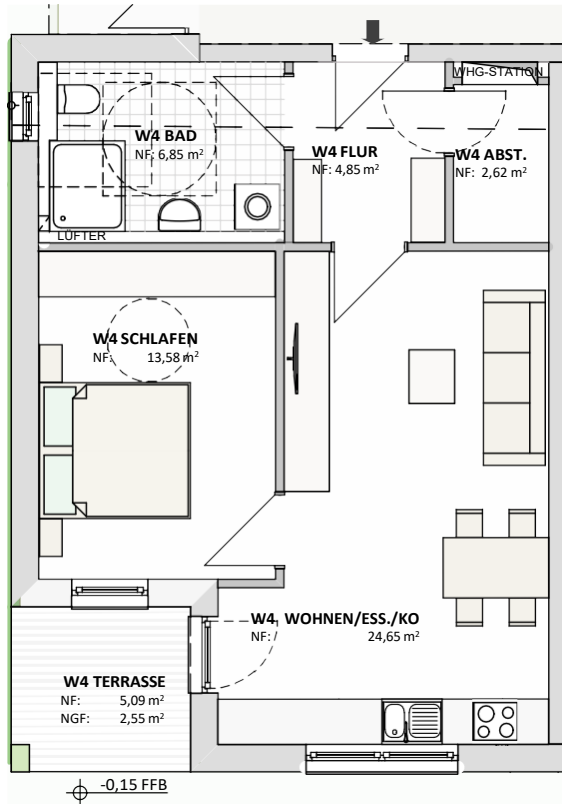 WHG-STATION
W4 BAD
NF: 6,85 m²
W4 FLUR
NF: 4,85 m²
W4 ABST.
NF: 2,62 m²
LÜFTER
W4 SCHLAFEN
NF: 13,58 m²
W4 WOHNEN/ESS./KO
NF: 24,65 m²
W4 TERRASSE
NF: 5,09 m²
NGF: 2,55 m²
-0,15 FFB